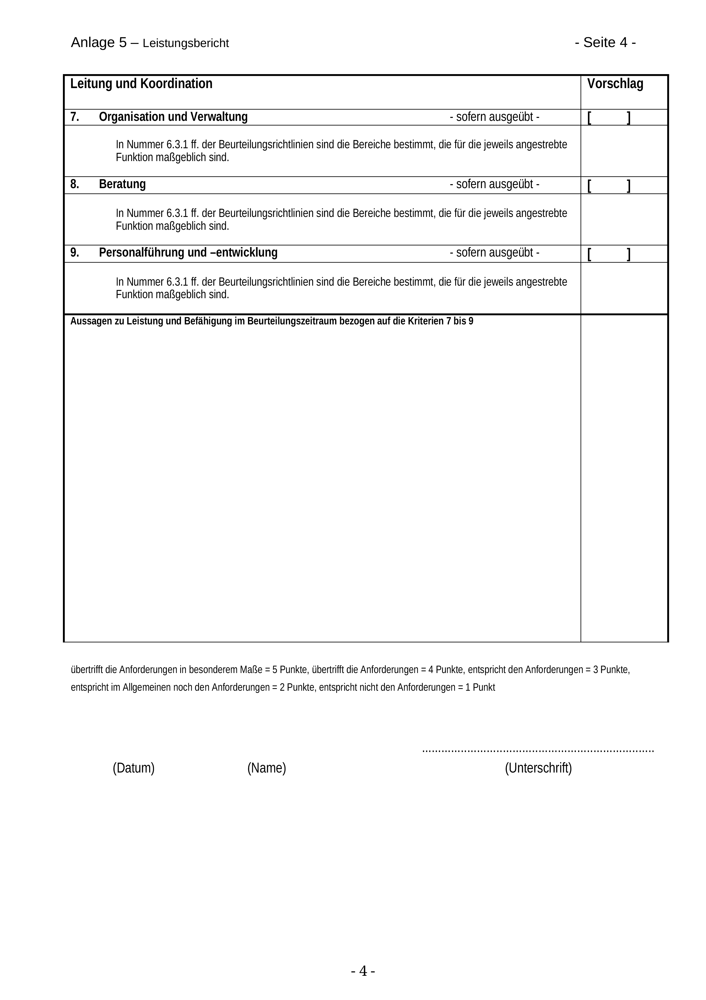 Anlage 5 – Leistungsbericht - Seite 4 -
Leitung und Koordination Vorschlag
7. Organisation und Verwaltung - sofern ausgeübt - [ ]
In Nummer 6.3.1 ff. der Beurteilungsrichtlinien sind die Bereiche bestimmt, die für die jeweils angestrebte
Funktion maßgeblich sind.
8. Beratung - sofern ausgeübt - [ ]
In Nummer 6.3.1 ff. der Beurteilungsrichtlinien sind die Bereiche bestimmt, die für die jeweils angestrebte
Funktion maßgeblich sind.
9. Personalführung und –entwicklung - sofern ausgeübt - [ ]
In Nummer 6.3.1 ff. der Beurteilungsrichtlinien sind die Bereiche bestimmt, die für die jeweils angestrebte
Funktion maßgeblich sind.
Aussagen zu Leistung und Befähigung im Beurteilungszeitraum bezogen auf die Kriterien 7 bis 9
übertrifft die Anforderungen in besonderem Maße = 5 Punkte, übertrifft die Anforderungen = 4 Punkte, entspricht den Anforderungen = 3 Punkte,
entspricht im Allgemeinen noch den Anforderungen = 2 Punkte, entspricht nicht den Anforderungen = 1 Punkt
........................................................................
(Datum) (Name) (Unterschrift)
- 4 -